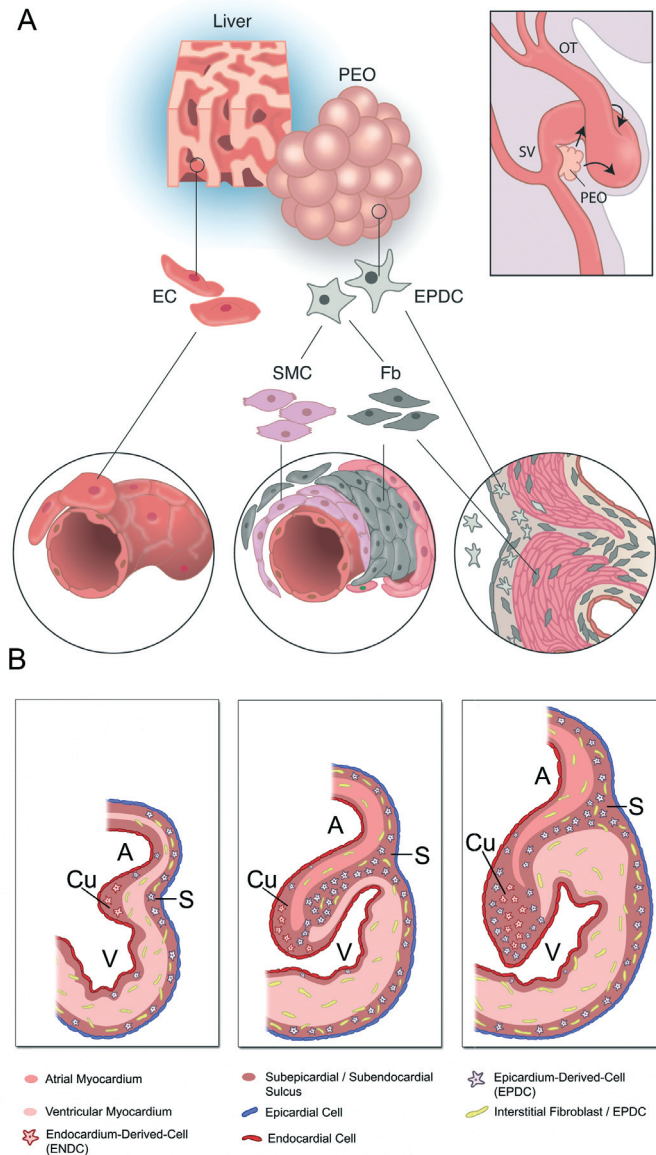 A
Liver
PEO
OT
SV
PEO
EC
EPDC
SMC
Fb
B
A
Cu
S
V
A
S
Cu
V
A
S
Cu
V
Atrial Myocardium
Ventricular Myocardium
Endocardium-Derived-Cell
(ENDC)
Subepicardial / Subendocardial
Sulcus
Epicardial Cell
Endocardial Cell
Epicardium-Derived-Cell
(EPDC)
Interstitial Fibroblast / EPDC